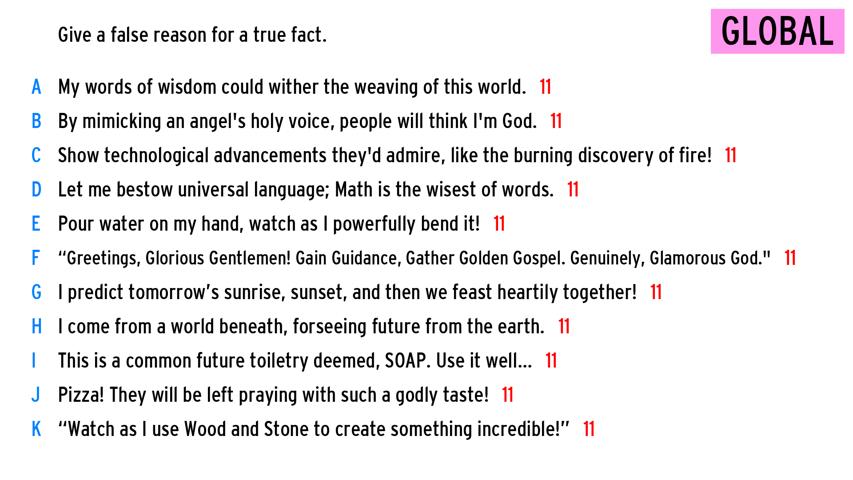 Give a false reason for a true fact.
GLOBAL
A My words of wisdom could wither the weaving of this world. 11
B By mimicking an angel's holy voice, people will think I'm God. 11
C Show technological advancements they'd admire, like the burning discovery of fire! 11
D Let me bestow universal language; Math is the wisest of words. 11
E Pour water on my hand, watch as I powerfully bend it! 11
F “Greetings, Glorious Gentlemen! Gain Guidance, Gather Golden Gospel. Genuinely, Glamorous God." 11
G I predict tomorrow’s sunrise, sunset, and then we feast heartily together! 11
H I come from a world beneath, forseeing future from the earth. 11
I This is a common future toiletry deemed, SOAP. Use it well... 11
J Pizza! They will be left praying with such a godly taste! 11
K “Watch as I use Wood and Stone to create something incredible!” 11